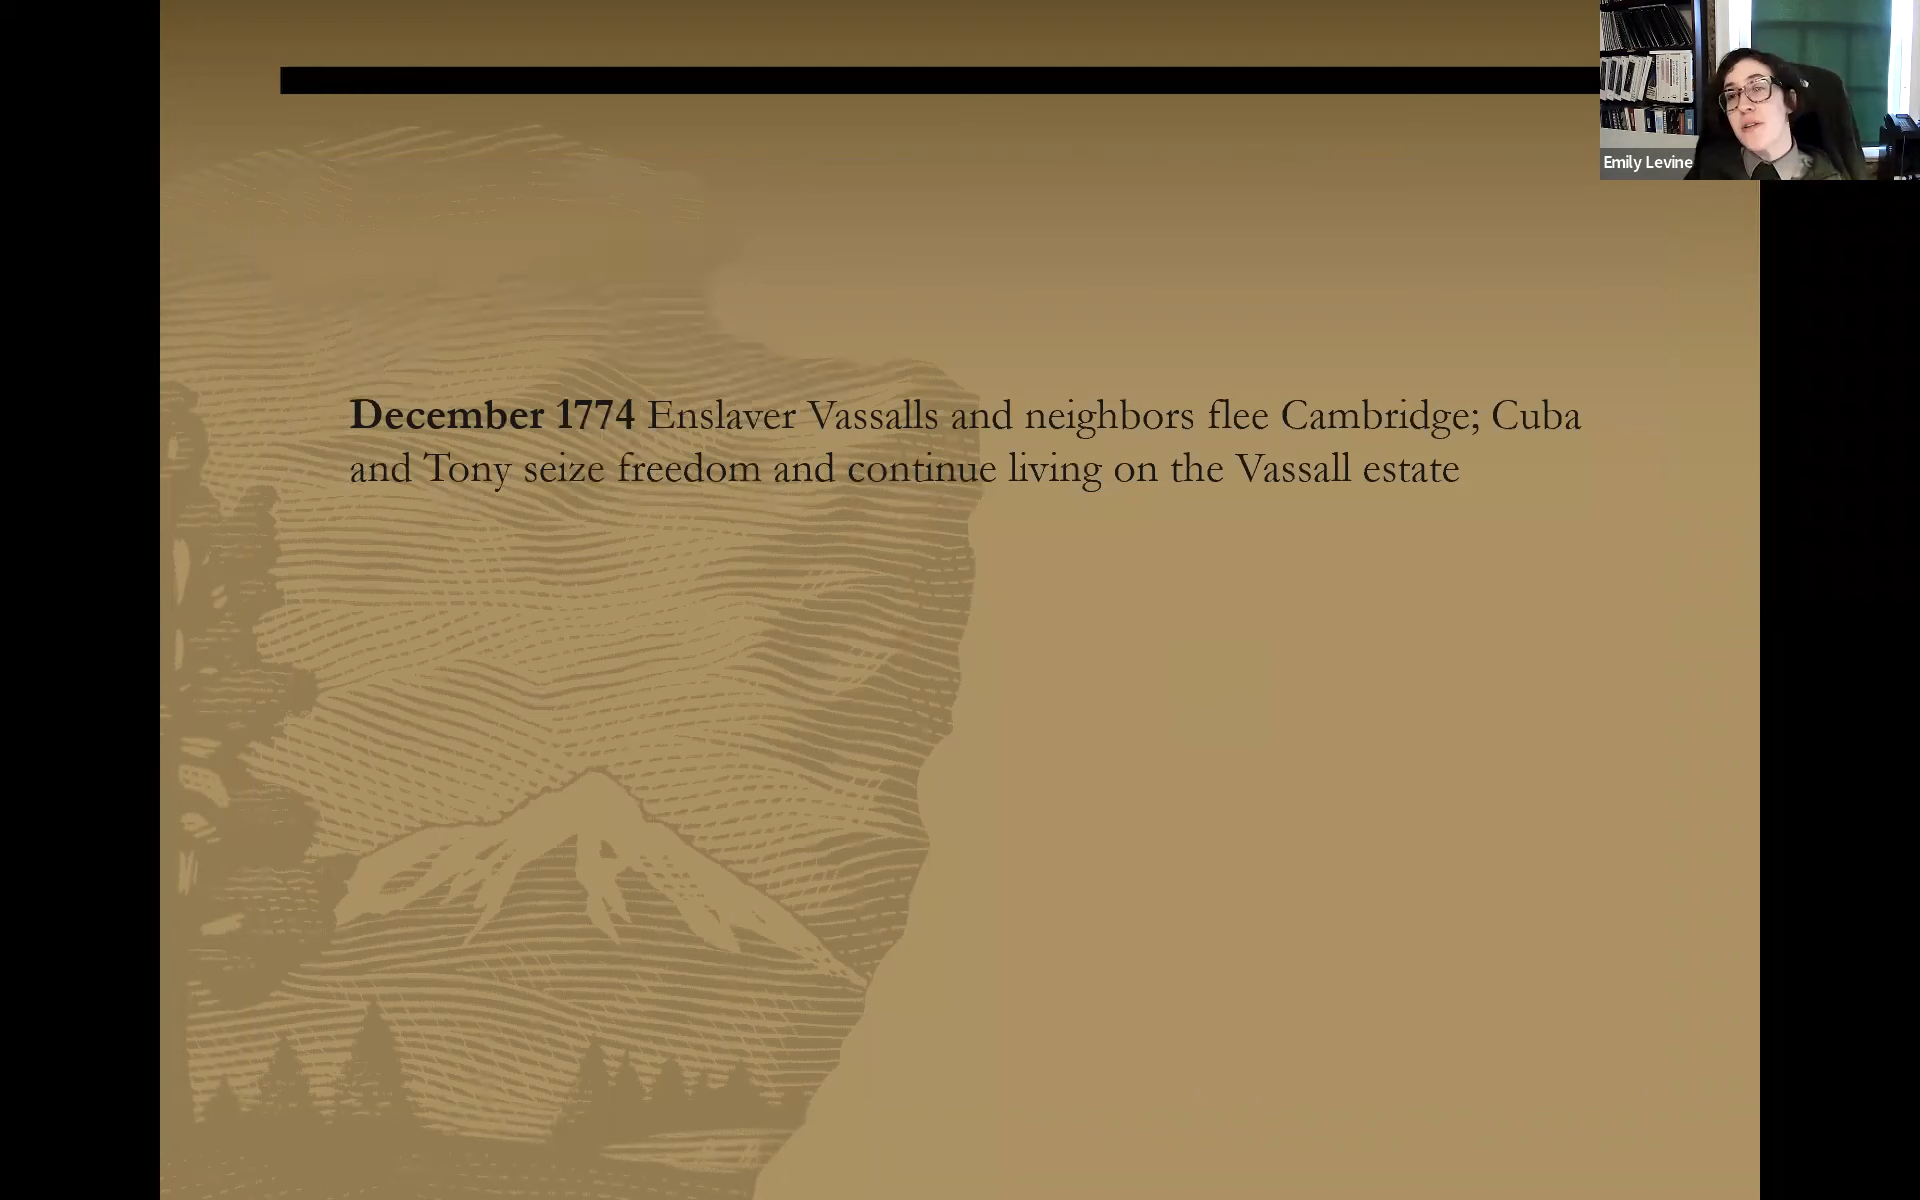 Emily Levine
December 1774 Enslaver Vassalls and neighbors flee Cambridge; Cuba
and Tony seize freedom and continue living on the Vassall estate